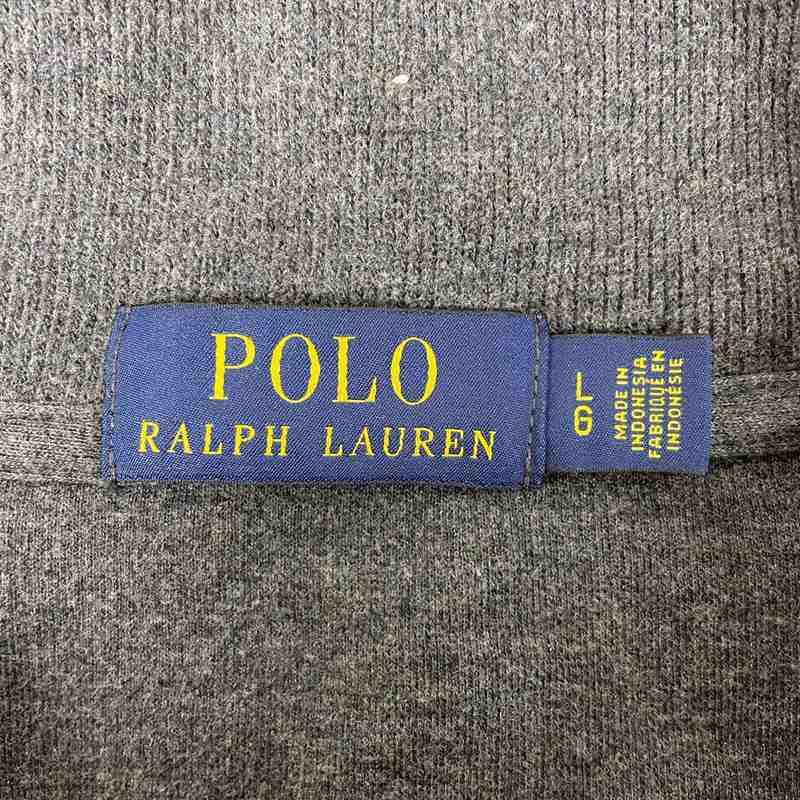 POLO
RALPH LAUREN
L
G
MADE IN
INDONESIA
FABRIQUÉ EN
INDONÉSIE